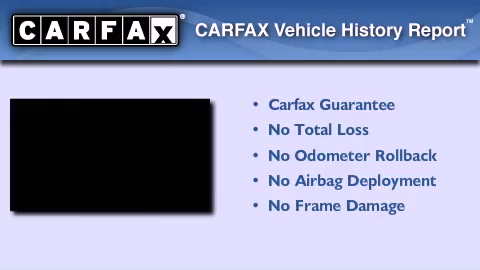 CARFAX® CARFAX Vehicle History Report™
• Carfax Guarantee
• No Total Loss
• No Odometer Rollback
• No Airbag Deployment
• No Frame Damage